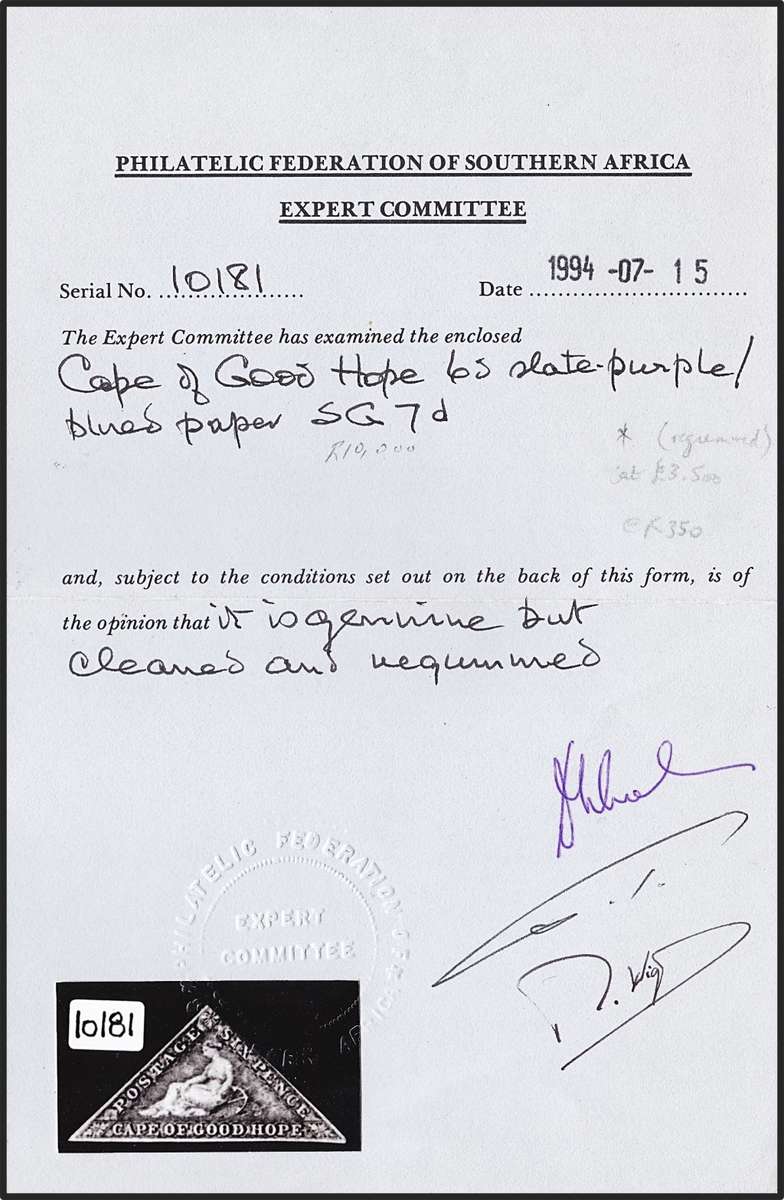 PHILATELIC FEDERATION OF SOUTHERN AFRICA
EXPERT COMMITTEE
Serial No. 10181
Date 1994-07-15
The Expert Committee has examined the enclosed
Cape of Good Hope 6d slate-purple/
blued paper SG 7d
R10,000
* (regummed)
cat £3.500
@ R350
and, subject to the conditions set out on the back of this form, is of
the opinion that it is genuine but
cleaned and regummed
PHILATELIC FEDERATION OF
EXPERT
COMMITTEE
AFRICA
10181
POSTAGE SIX PENCE
CAPE OF GOOD HOPE